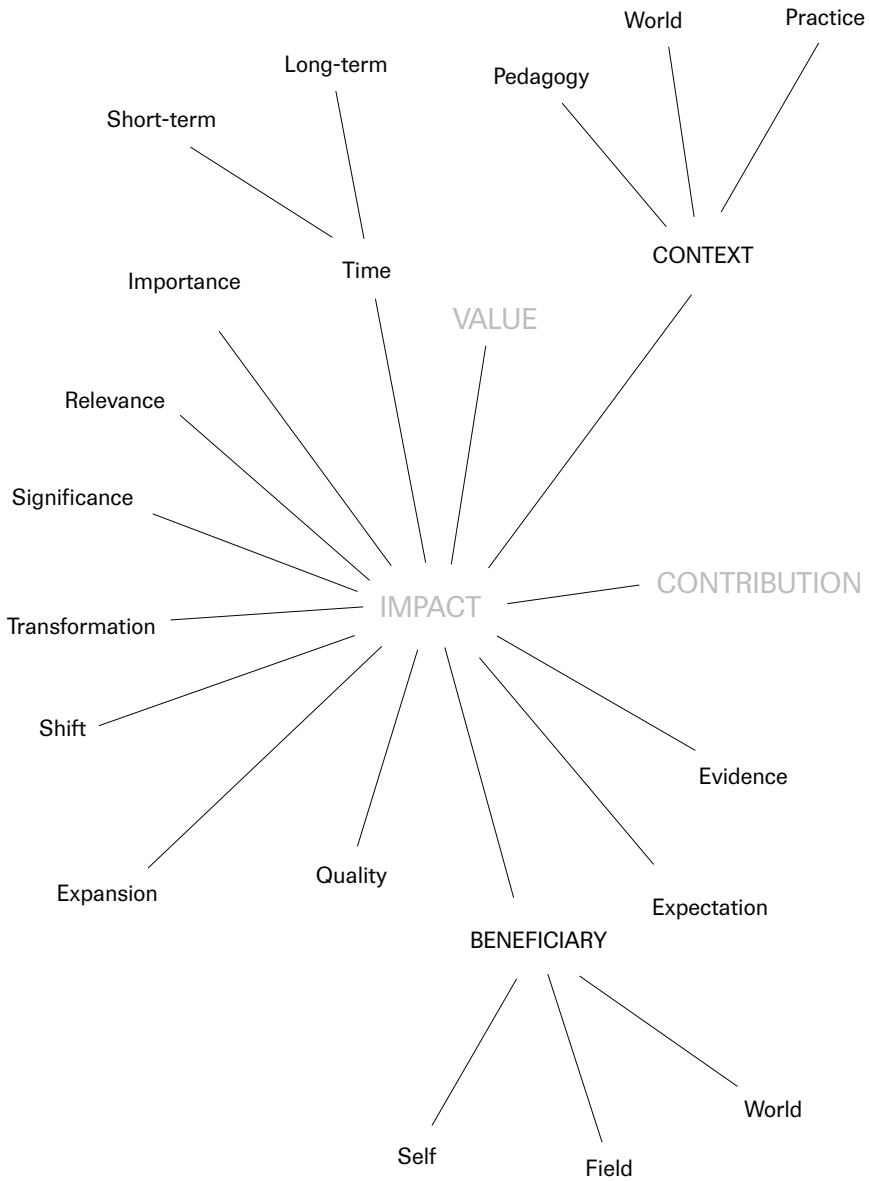 World
Practice
Long-term
Pedagogy
Short-term
CONTEXT
Time
Importance
VALUE
Relevance
Significance
CONTRIBUTION
IMPACT
Transformation
Shift
Evidence
Quality
Expansion
Expectation
BENEFICIARY
World
Self
Field